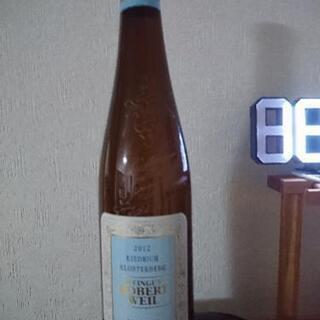 2012
KIEDRICH
KLOSTERBERG
WEINGUT
ROBERT
WEIL